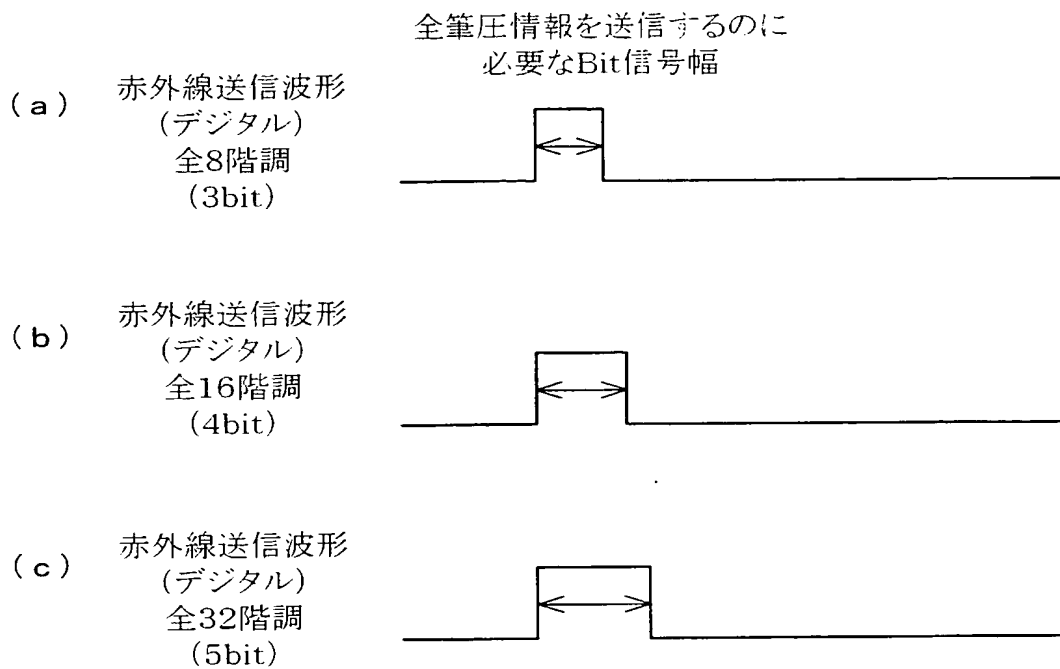 全筆圧情報を送信するのに
必要なBit信号幅
(a)
赤外線送信波形
(デジタル)
全8階調
(3bit)
(b)
赤外線送信波形
(デジタル)
全16階調
(4bit)
(c)
赤外線送信波形
(デジタル)
全32階調
(5bit)